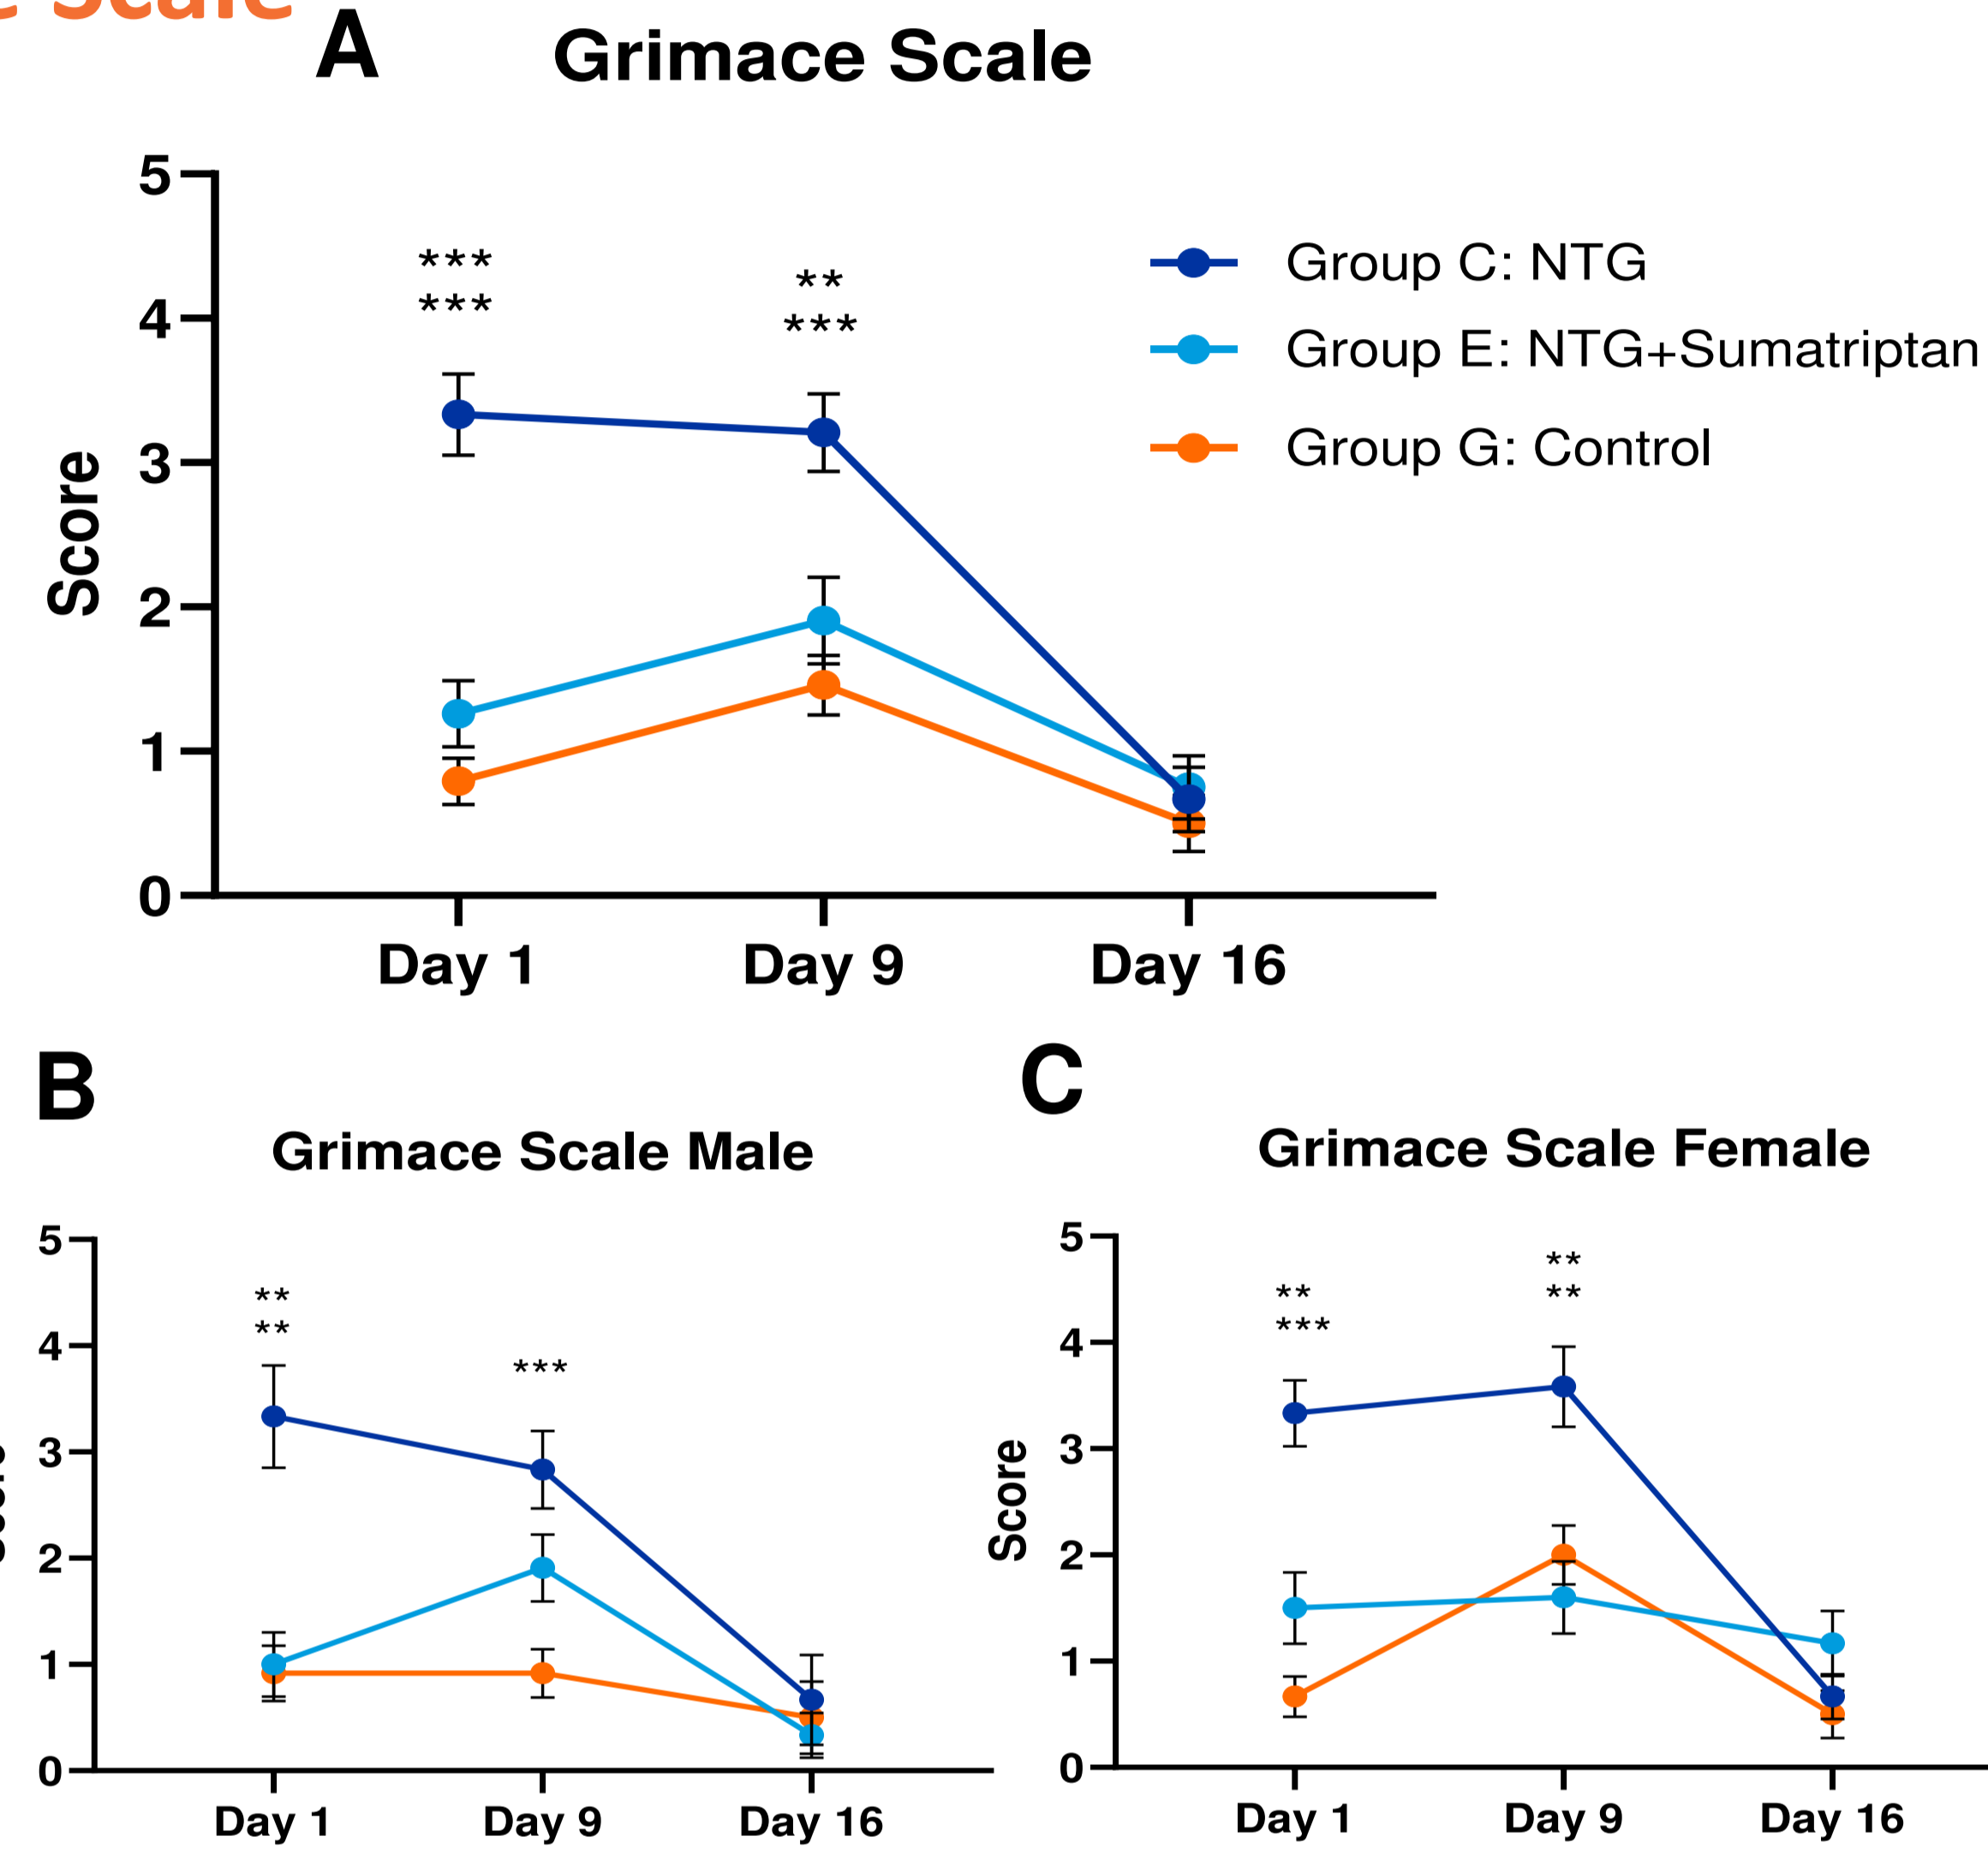 Scale
A Grimace Scale
5
4
3
2
1
0
Score
***
***
**
***
Group C: NTG
Group E: NTG+Sumatriptan
Group G: Control
Day 1 Day 9 Day 16
B
Grimace Scale Male
5
4
3
2
1
0
**
**
***
Day 1 Day 9 Day 16
C
Grimace Scale Female
5
4
3
2
1
0
Score
**
***
**
**
Day 1 Day 9 Day 16